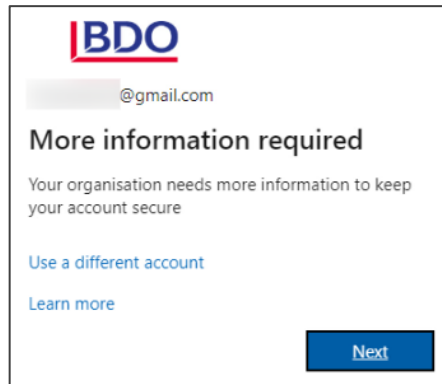 BDO
@gmail.com
More information required
Your organisation needs more information to keep
your account secure
Use a different account
Learn more
Next